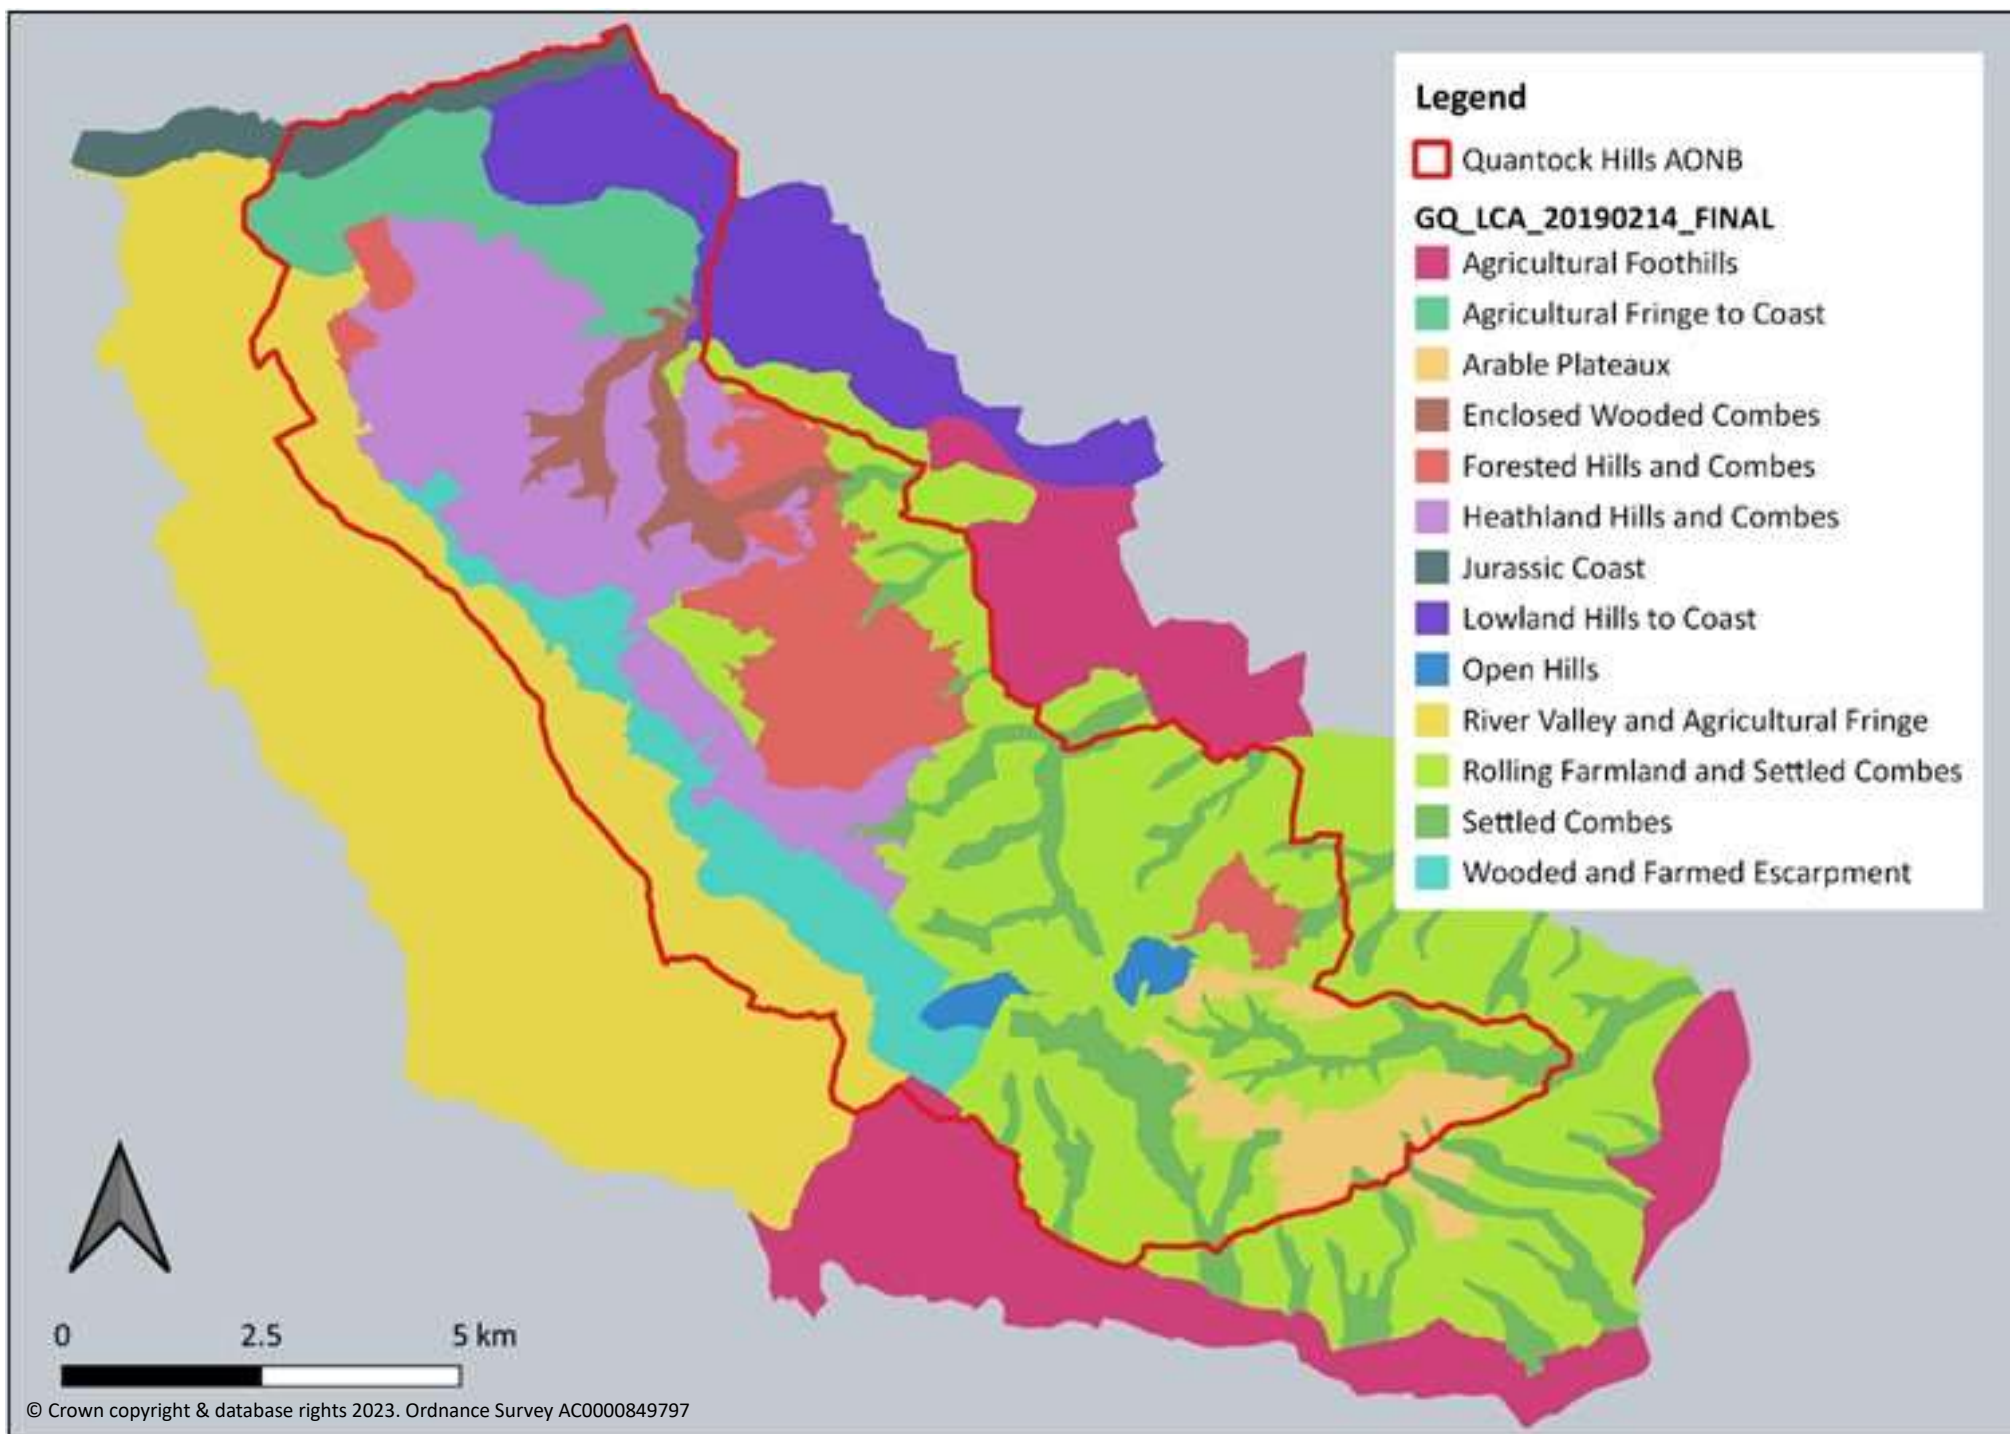 Legend
Quantock Hills AONB
GQ_LCA_20190214_FINAL
Agricultural Foothills
Agricultural Fringe to Coast
Arable Plateaux
Enclosed Wooded Combes
Forested Hills and Combes
Heathland Hills and Combes
Jurassic Coast
Lowland Hills to Coast
Open Hills
River Valley and Agricultural Fringe
Rolling Farmland and Settled Combes
Settled Combes
Wooded and Farmed Escarpment
0 2.5 5 km
© Crown copyright & database rights 2023. Ordnance Survey AC0000849797